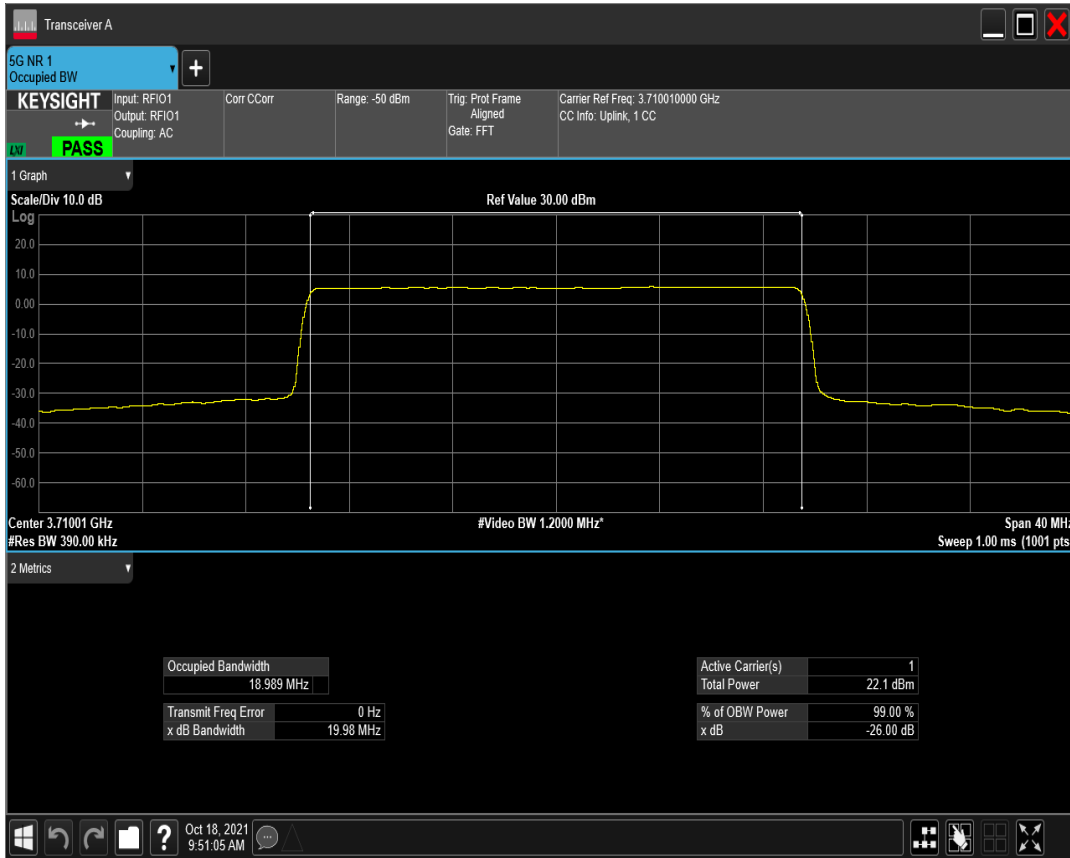 Transceiver A
5G NR 1
Occupied BW
+
KEYSIGHT
LXI
PASS
Input: RFIO1
Output: RFIO1
Coupling: AC
Corr CCorr
Range: -50 dBm
Trig: Prot Frame
Aligned
Gate: FFT
Carrier Ref Freq: 3.710010000 GHz
CC Info: Uplink, 1 CC
1 Graph
Scale/Div 10.0 dB
Ref Value 30.00 dBm
Log
20.0
10.0
0.00
-10.0
-20.0
-30.0
-40.0
-50.0
-60.0
Center 3.71001 GHz
#Video BW 1.2000 MHz*
Span 40 MHz
#Res BW 390.00 kHz
Sweep 1.00 ms (1001 pts
2 Metrics
Occupied Bandwidth
18.989 MHz
Transmit Freq Error 0 Hz
x dB Bandwidth 19.98 MHz
Active Carrier(s) 1
Total Power 22.1 dBm
% of OBW Power 99.00 %
x dB -26.00 dB
?
Oct 18, 2021
9:51:05 AM